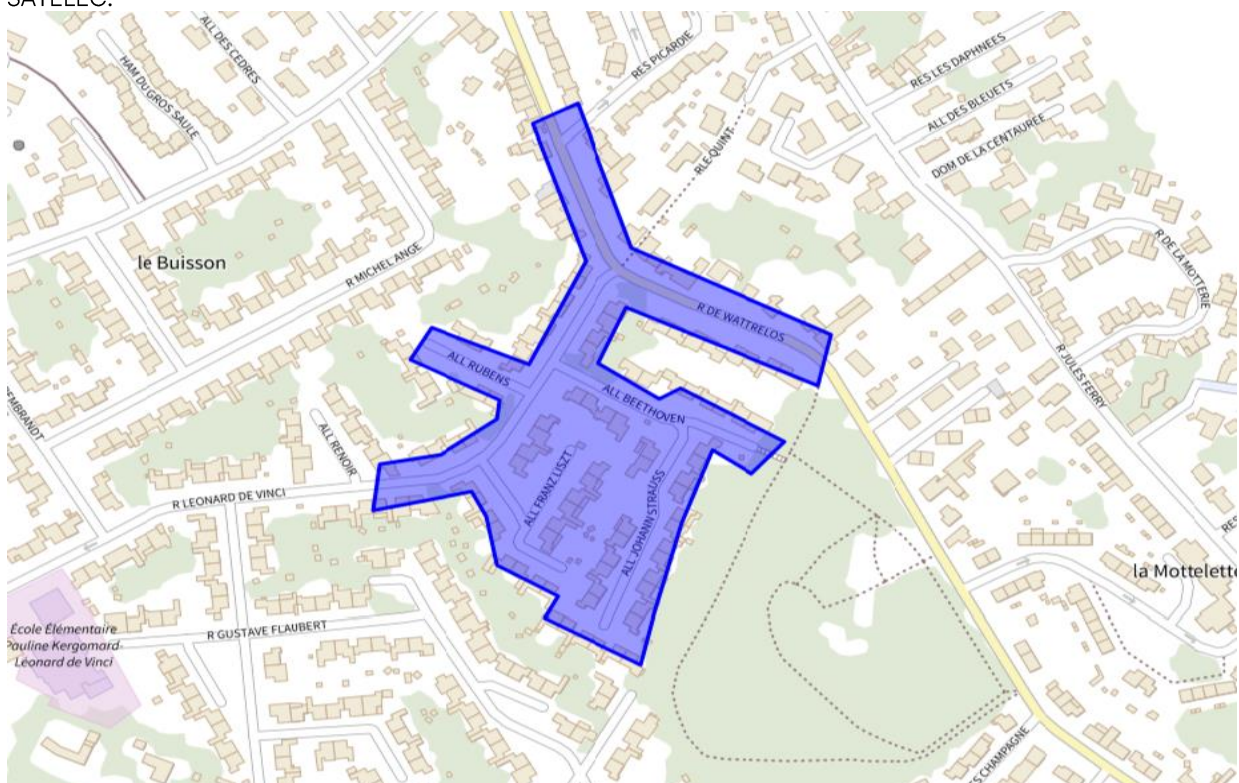 SATELEC.
ALL DES CEDRES
HAM DU GROS SAULE
RES PICARDIE
RES LES DAPHNEES
ALL DES BLEUETS
DOM DE LA CENTAUREE
RLE-QUINT
R DE LA MOTTERIE
le Buisson
R MICHEL ANGE
R DE WATTRELOS
R JULES FERRY
ALL RUBENS
ALL BEETHOVEN
EMBRANDT
ALL RENOIR
ALL FRANZ LISZT
ALL JOHANN STRAUSS
R LEONARD DE VINCI
RES
la Mottelette
École Élémentaire
Pauline Kergomard-
Léonard de Vinci
R GUSTAVE FLAUBERT
S CHAMPAGNE